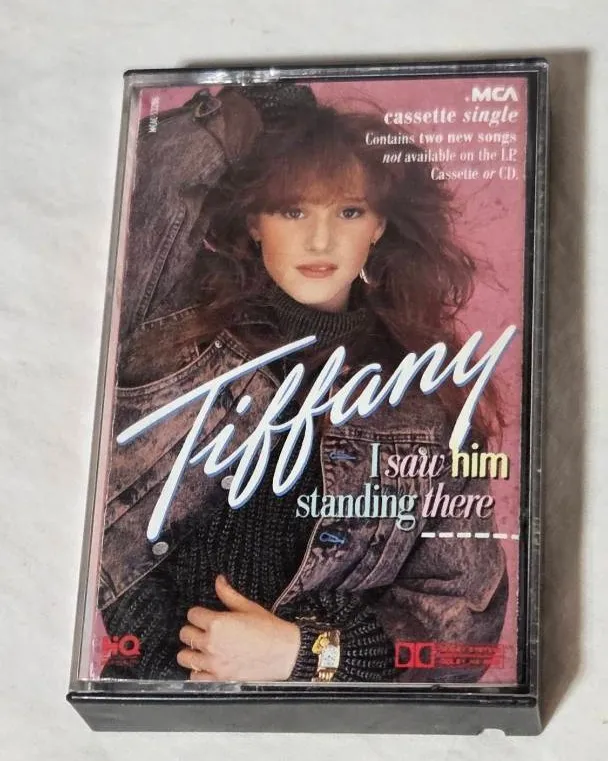 MCA
cassette single
Contains two new songs
not available on the LP,
Cassette or CD.
Tiffany
I saw him
standing there
HiQ